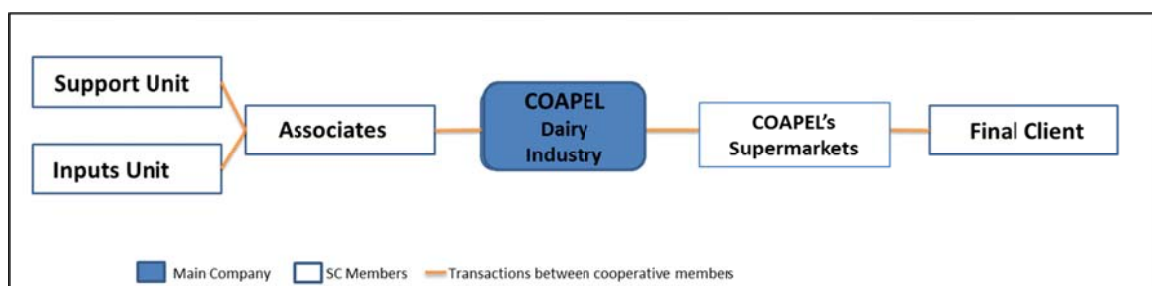 Support Unit
Inputs Unit
Associates
COAPEL
Dairy
Industry
COAPEL's
Supermarkets
Final Client
Main Company
SC Members
Transactions between cooperative members